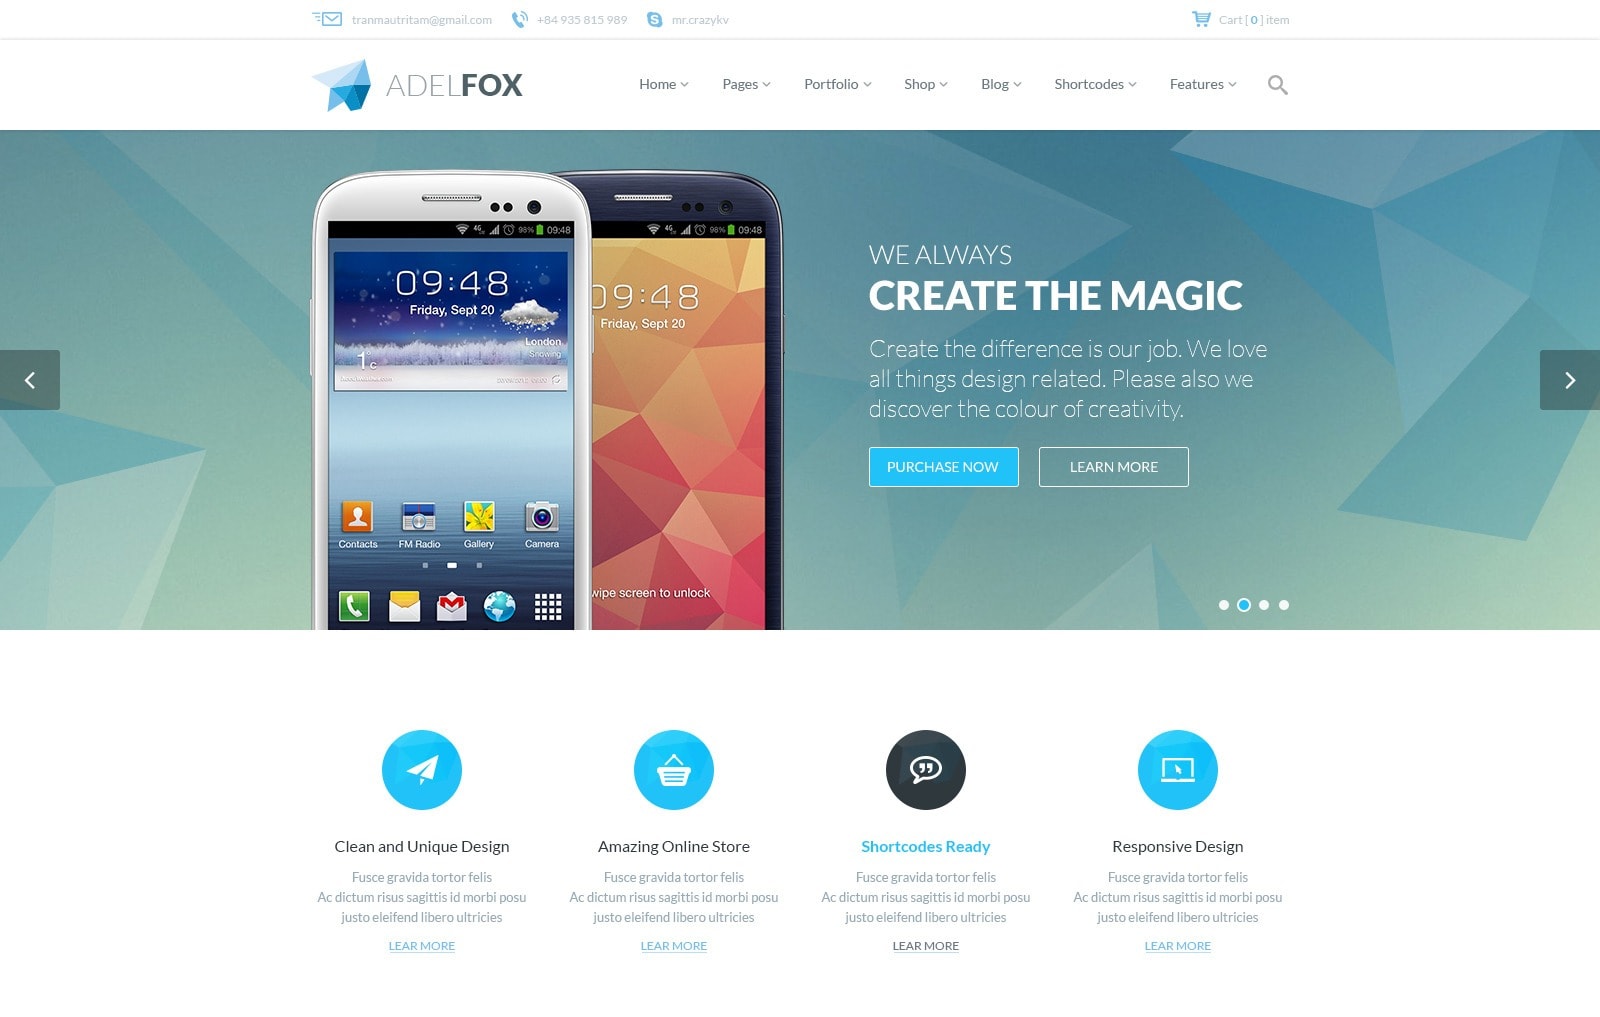 tranmautritam@gmail.com +84 935 815 989 mr.crazykv Cart [ 0 ] item
ADELFOX Home Pages Portfolio Shop Blog Shortcodes Features
WE ALWAYS
CREATE THE MAGIC
Create the difference is our job. We love
all things design related. Please also we
discover the colour of creativity.
PURCHASE NOW LEARN MORE
98% 09:48
09:48
Friday, Sept 20
London
Snowing
1°c
Contacts FM Radio Gallery Camera
98% 09:48
09:48
Friday, Sept 20
wipe screen to unlock
Clean and Unique Design
Fusce gravida tortor felis
Ac dictum risus sagittis id morbi posu
justo eleifend libero ultricies
LEAR MORE
Amazing Online Store
Fusce gravida tortor felis
Ac dictum risus sagittis id morbi posu
justo eleifend libero ultricies
LEAR MORE
Shortcodes Ready
Fusce gravida tortor felis
Ac dictum risus sagittis id morbi posu
justo eleifend libero ultricies
LEAR MORE
Responsive Design
Fusce gravida tortor felis
Ac dictum risus sagittis id morbi posu
justo eleifend libero ultricies
LEAR MORE